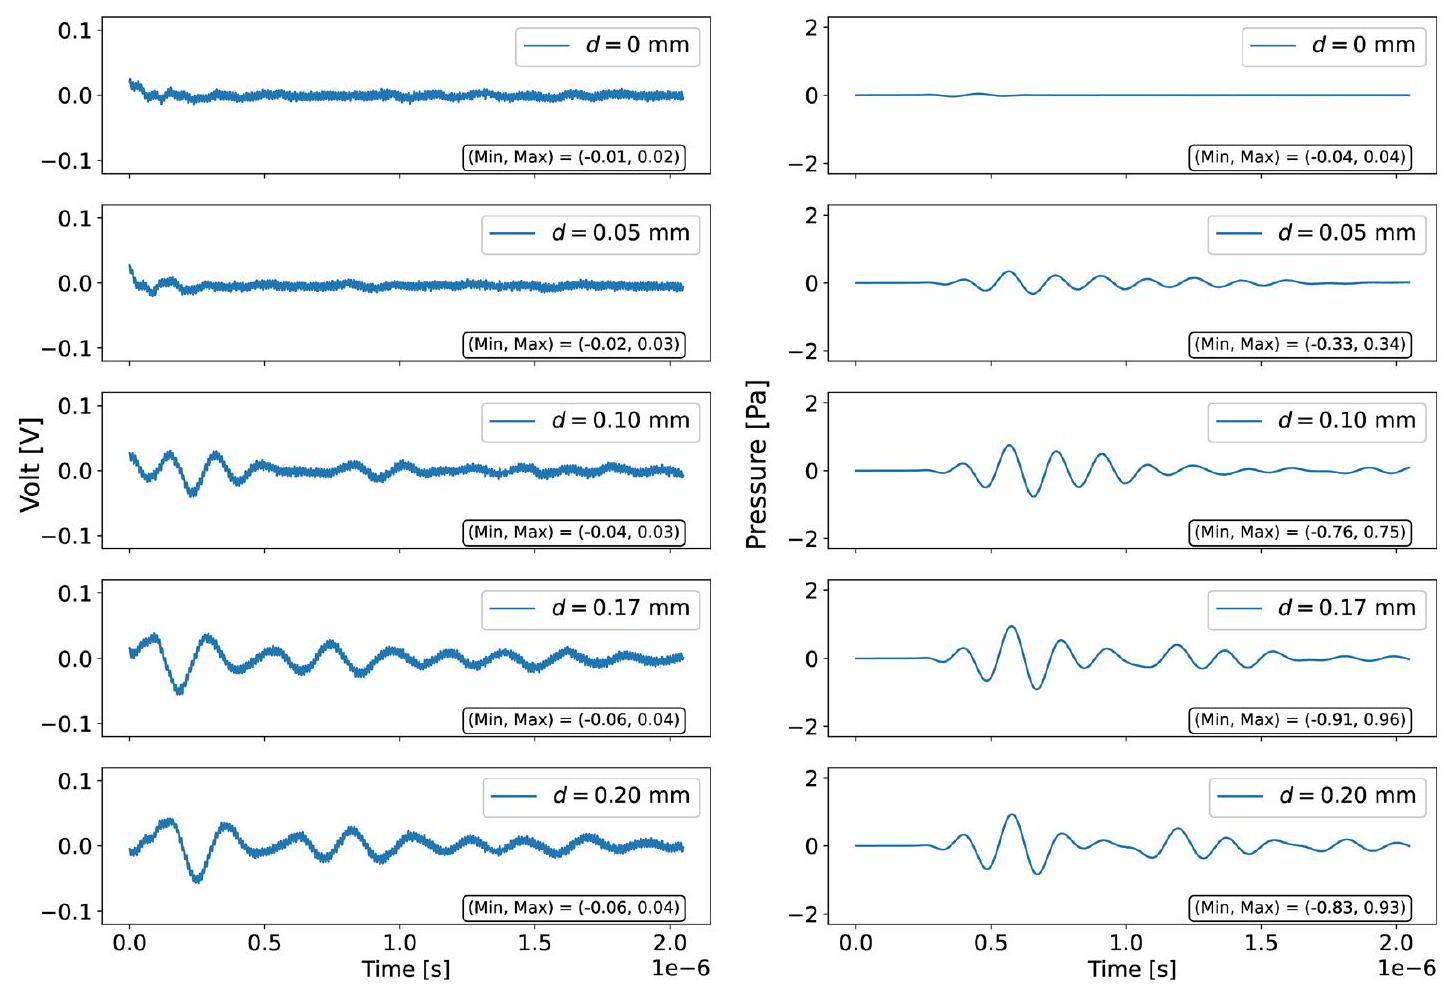 Volt [V]
0.1
0.0
−0.1
d = 0 mm
(Min, Max) = (-0.01, 0.02)
0.1
0.0
−0.1
d = 0.05 mm
(Min, Max) = (-0.02, 0.03)
0.1
0.0
−0.1
d = 0.10 mm
(Min, Max) = (-0.04, 0.03)
0.1
0.0
−0.1
d = 0.17 mm
(Min, Max) = (-0.06, 0.04)
0.1
0.0
−0.1
d = 0.20 mm
(Min, Max) = (-0.06, 0.04)
0.0 0.5 1.0 1.5 2.0
Time [s]
1e−6
Pressure [Pa]
2
0
−2
d = 0 mm
(Min, Max) = (-0.04, 0.04)
2
0
−2
d = 0.05 mm
(Min, Max) = (-0.33, 0.34)
2
0
−2
d = 0.10 mm
(Min, Max) = (-0.76, 0.75)
2
0
−2
d = 0.17 mm
(Min, Max) = (-0.91, 0.96)
2
0
−2
d = 0.20 mm
(Min, Max) = (-0.83, 0.93)
0.0 0.5 1.0 1.5 2.0
Time [s]
1e−6